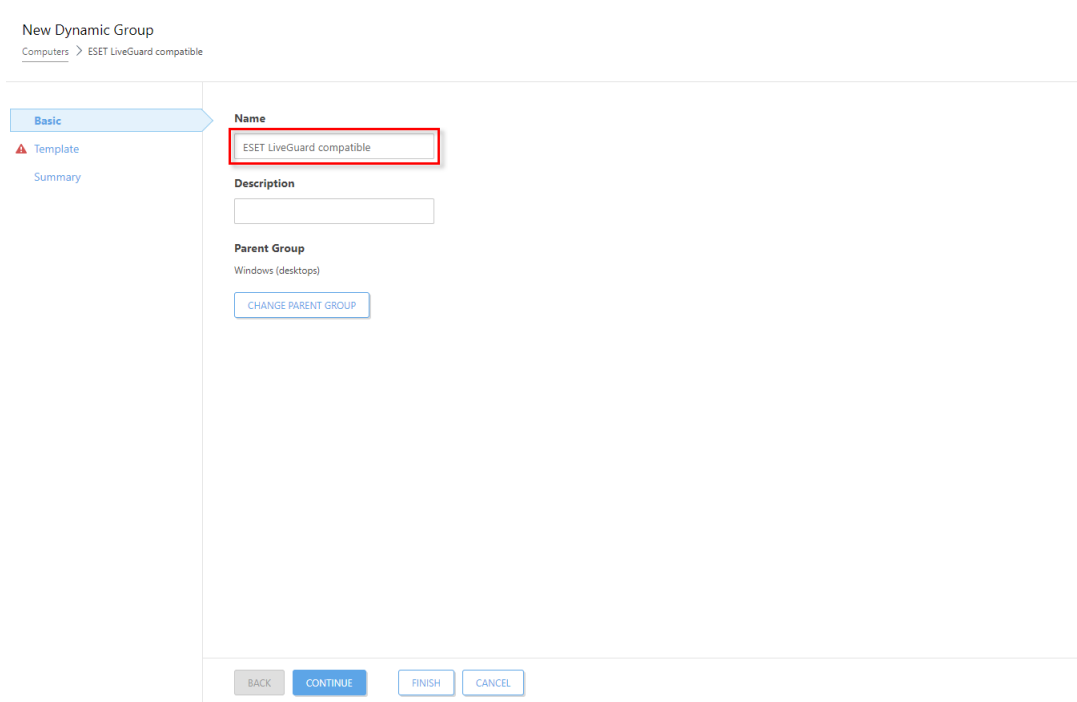 New Dynamic Group
Computers > ESET LiveGuard compatible
Basic
Template
Summary
Name
ESET LiveGuard compatible
Description
Parent Group
Windows (desktops)
CHANGE PARENT GROUP
BACK CONTINUE FINISH CANCEL